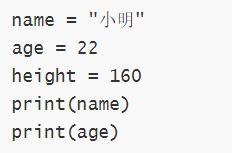 name = "小明"
age = 22
height = 160
print(name)
print(age)